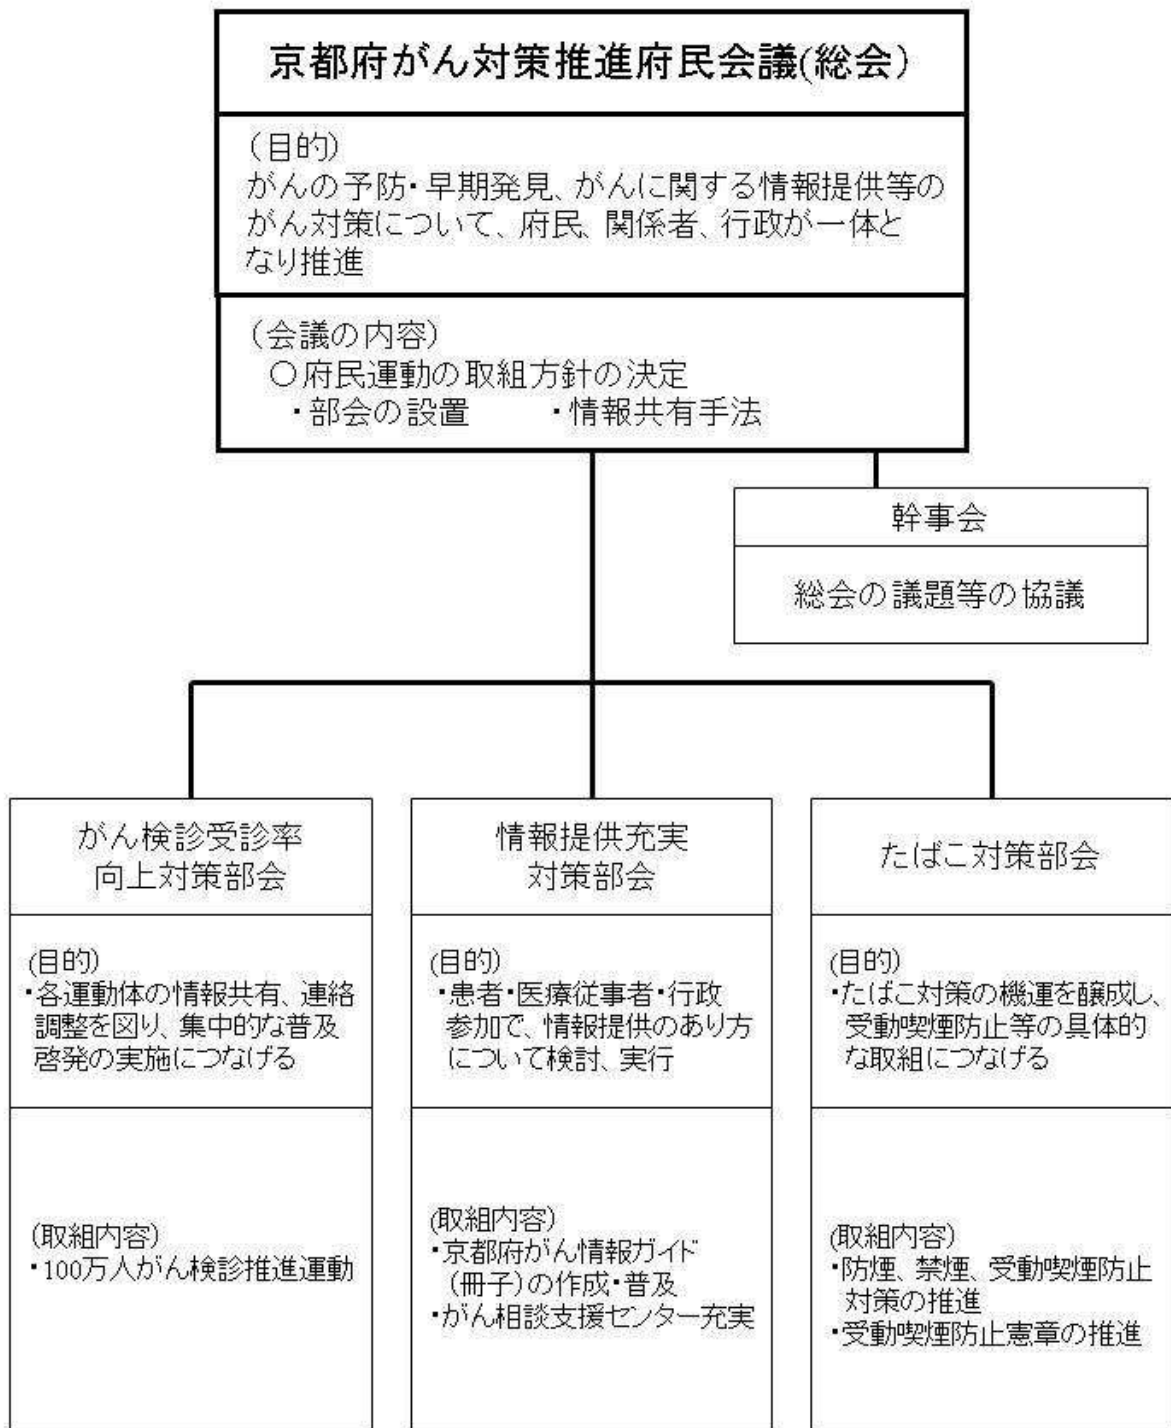 京都府がん対策推進府民会議(総会)
(目的)
がんの予防・早期発見、がんに関する情報提供等の
がん対策について、府民、関係者、行政が一体と
なり推進
(会議の内容)
○府民運動の取組方針の決定
・部会の設置　・情報共有手法
幹事会
総会の議題等の協議
がん検診受診率
向上対策部会
(目的)
・各運動体の情報共有、連絡
調整を図り、集中的な普及
啓発の実施につなげる
(取組内容)
・100万人がん検診推進運動
情報提供充実
対策部会
(目的)
・患者・医療従事者・行政
参加で、情報提供のあり方
について検討、実行
(取組内容)
・京都府がん情報ガイド
(冊子)の作成・普及
・がん相談支援センター充実
たばこ対策部会
(目的)
・たばこ対策の機運を醸成し、
受動喫煙防止等の具体的
な取組につなげる
(取組内容)
・防煙、禁煙、受動喫煙防止
対策の推進
・受動喫煙防止憲章の推進